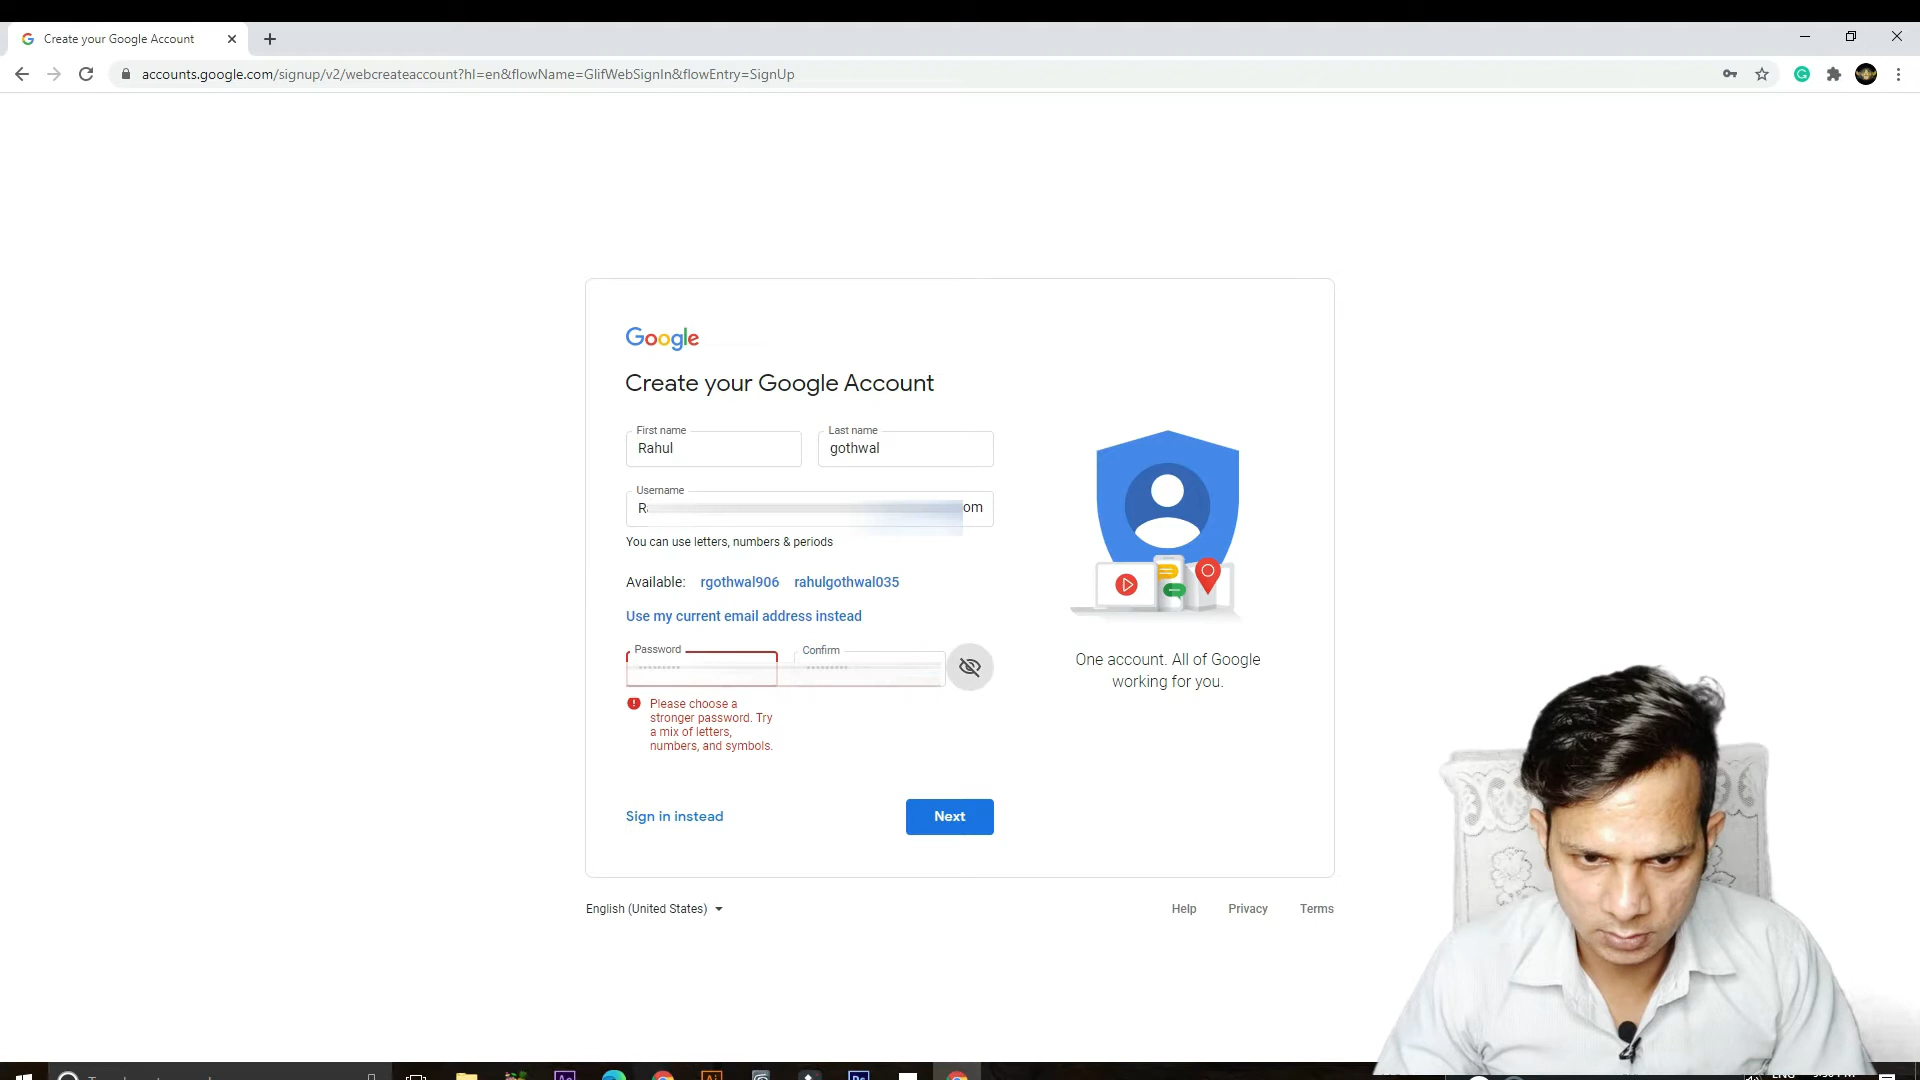 Create your Google Account
accounts.google.com/signup/v2/webcreateaccount?hl=en&flowName=GlifWebSignIn&flowEntry=SignUp
Google
Create your Google Account
First name
Last name
Rahul
gothwal
Username
om
You can use letters, numbers & periods
Available: rgothwal906 rahulgothwal035
Use my current email address instead
Password
Confirm
Please choose a
stronger password. Try
a mix of letters,
numbers, and symbols.
One account. All of Google
working for you.
Sign in instead
Next
English (United States)
Help
Privacy
Terms